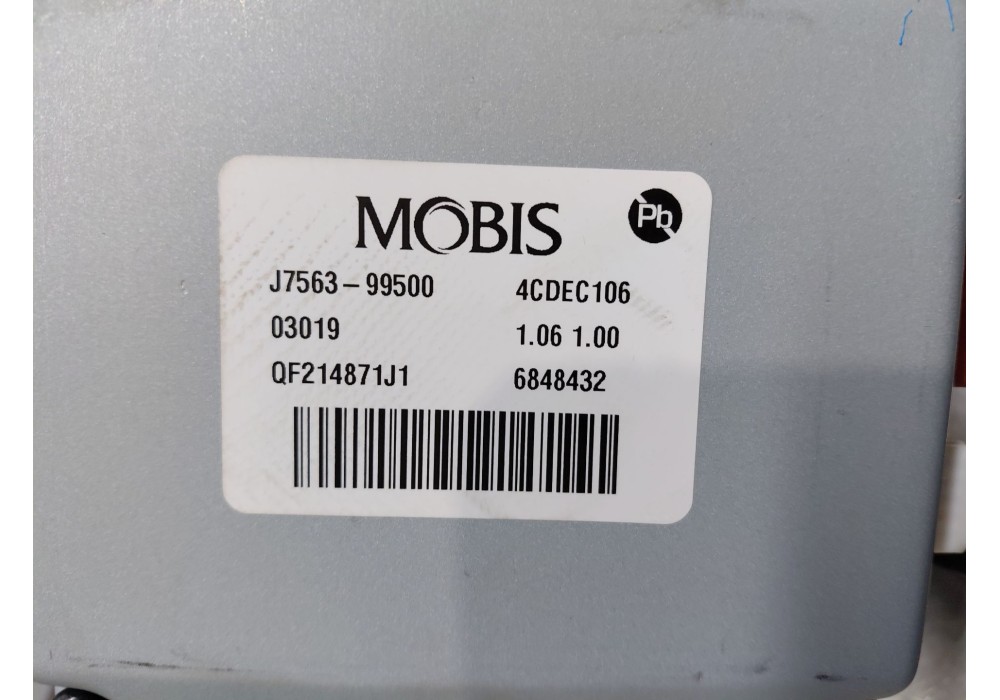 MOBIS
Pb
J7563-99500 4CDEC106
03019 1.06 1.00
QF214871J1 6848432